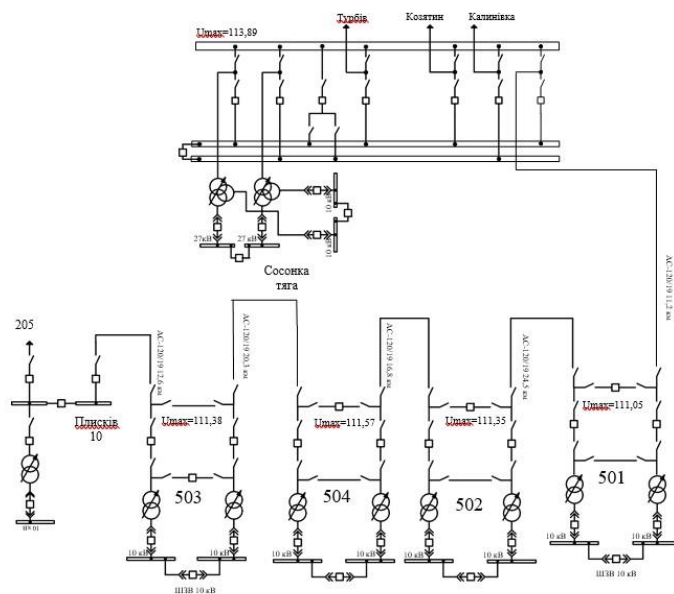 Турбів
Козятин
Калинівка
Umax=113,89
10 кВ
10 кВ
27кВ
27 кВ
Сосонка
тяга
АС-120/19 11,2 км
205
АС-120/19 12,6 км
АС-120/19 20,3 км
АС-120/19 16,8 км
АС-120/19 24,5 км
Плисків
10
Umax=111,38
Umax=111,57
Umax=111,35
Umax=111,05
503
504
502
501
10 кВ
10 кВ
10 кВ
10 кВ
10 кВ
10 кВ
10 кВ
10 кВ
ШЗВ 10 кВ
ШЗВ 10 кВ